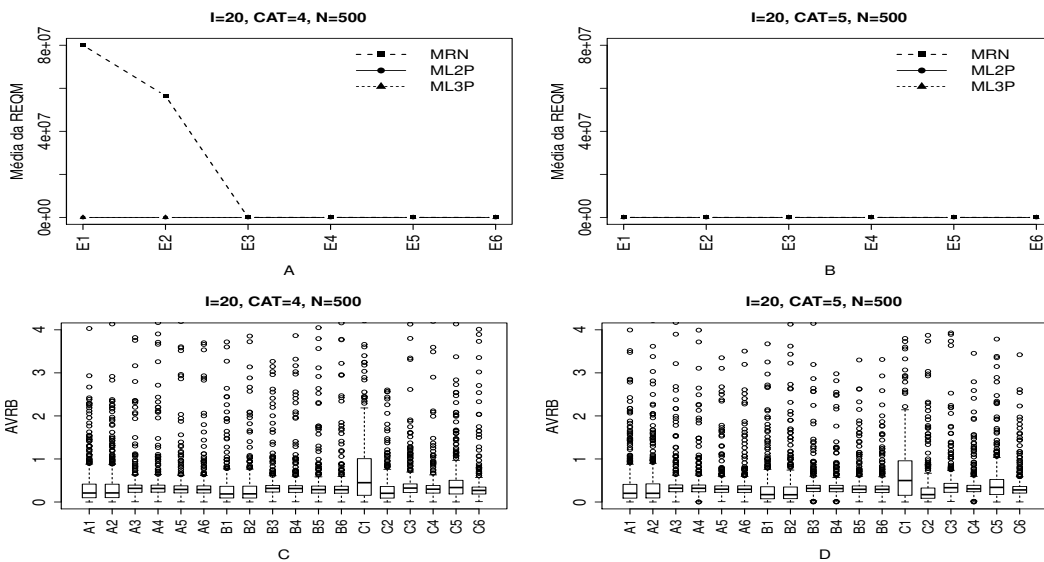 I=20, CAT=4, N=500
Média da REQM
8e+07
4e+07
0e+00
MRN
ML2P
ML3P
E1 E2 E3 E4 E5 E6
A
I=20, CAT=5, N=500
Média da REQM
8e+07
4e+07
0e+00
MRN
ML2P
ML3P
E1 E2 E3 E4 E5 E6
B
I=20, CAT=4, N=500
AVRB
4
3
2
1
0
A1 A2 A3 A4 A5 A6 B1 B2 B3 B4 B5 B6 C1 C2 C3 C4 C5 C6
C
I=20, CAT=5, N=500
AVRB
4
3
2
1
0
A1 A2 A3 A4 A5 A6 B1 B2 B3 B4 B5 B6 C1 C2 C3 C4 C5 C6
D